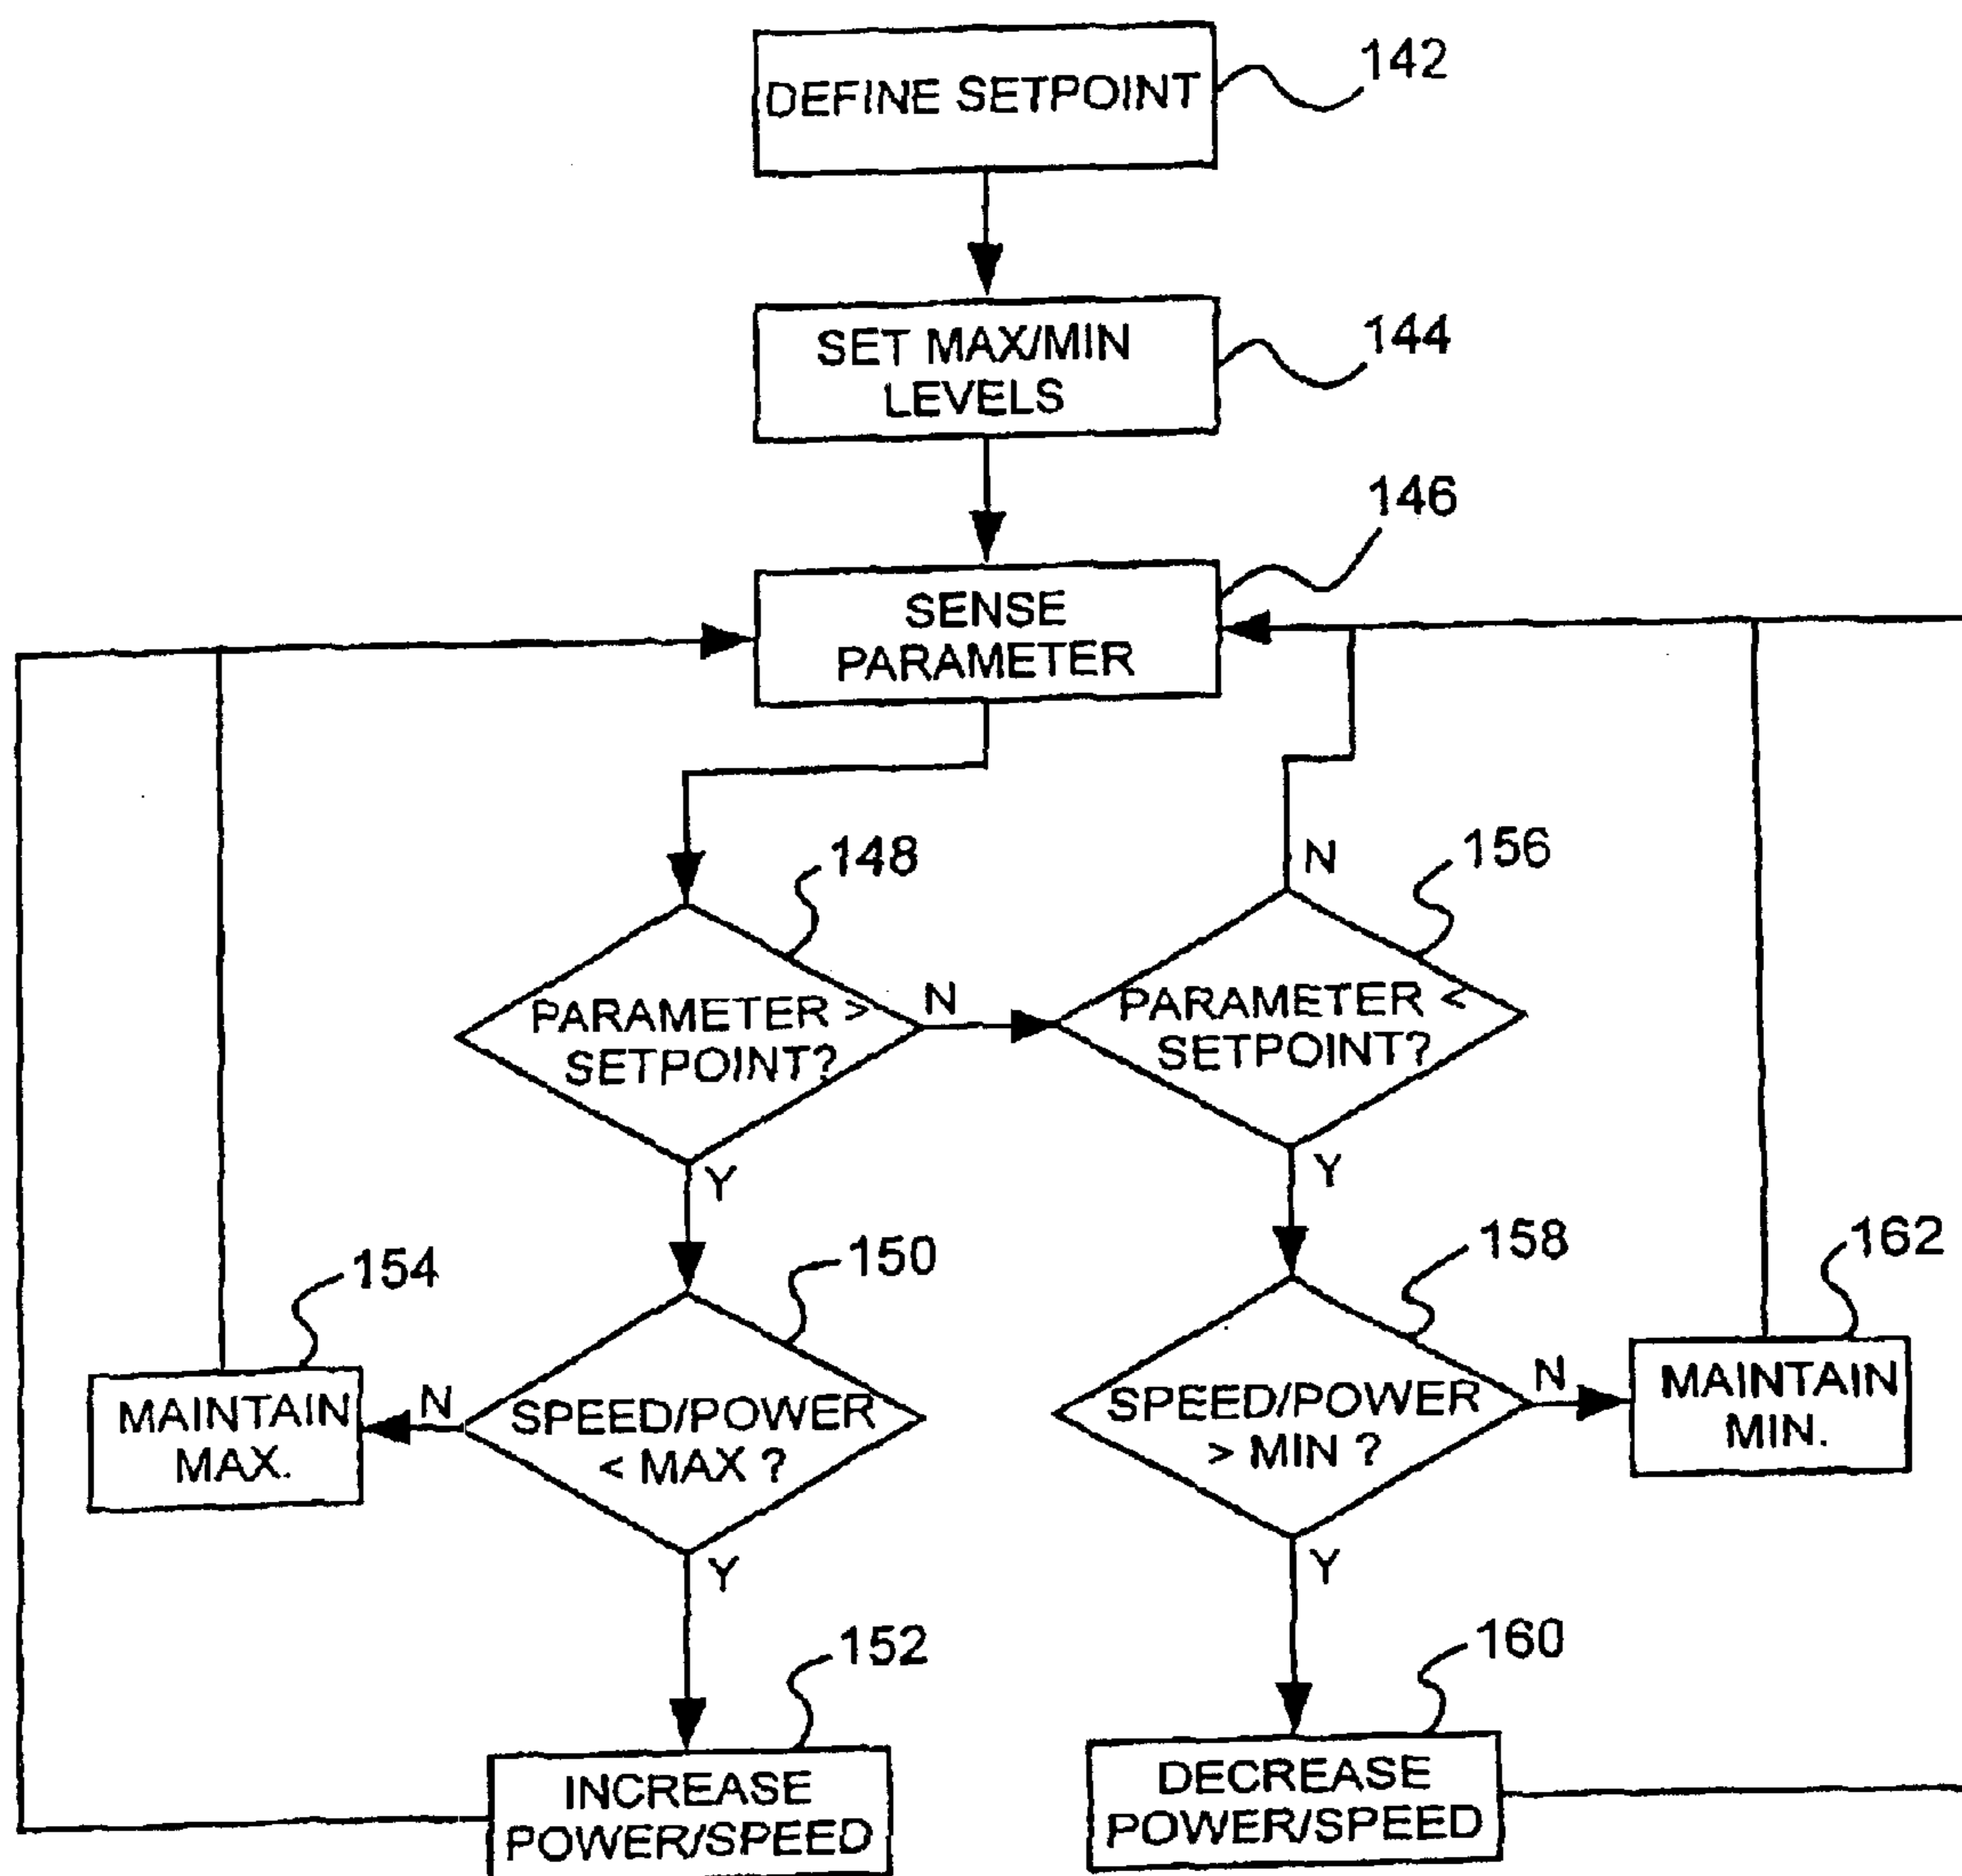 DEFINE SETPOINT
142
SET MAX/MIN
LEVELS
144
146
SENSE
PARAMETER
148
156
N
PARAMETER >
SETPOINT?
N
PARAMETER <
SETPOINT?
Y
Y
154
150
158
162
MAINTAIN
MAX.
N
SPEED/POWER
< MAX ?
SPEED/POWER
> MIN ?
N
MAINTAIN
MIN.
Y
Y
152
160
INCREASE
POWER/SPEED
DECREASE
POWER/SPEED